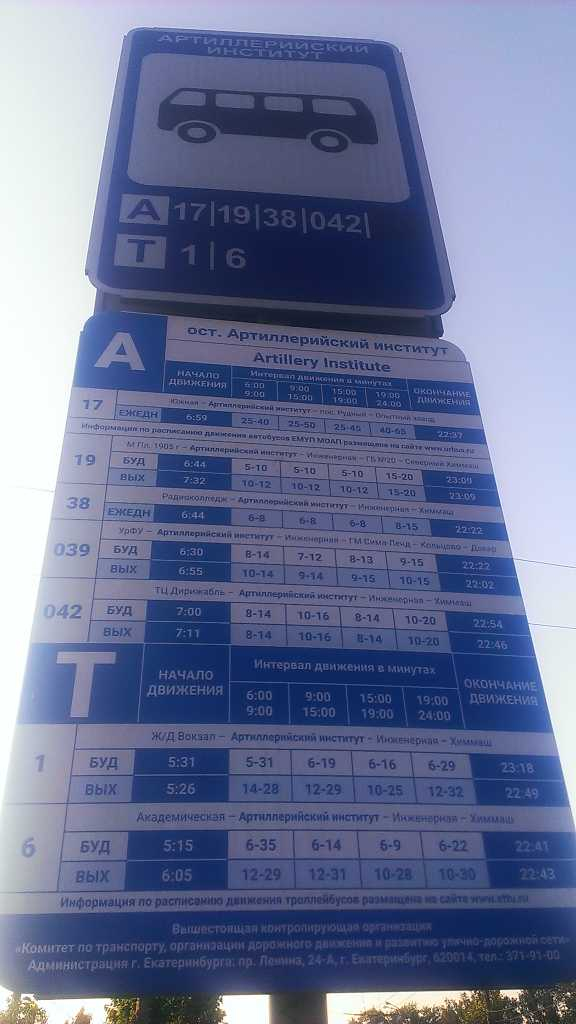 АРТИЛЛЕРИЙСКИЙ
ИНСТИТУТ
А 17|19|38|042|
Т 1|6
А
ост. Артиллерийский институт
Artillery Institute
НАЧАЛО ДВИЖЕНИЯ Интервал движения в минутах ОКОНЧАНИЕ ДВИЖЕНИЯ
6:00 9:00 9:00 15:00 15:00 19:00 19:00 24:00
Южная – Артиллерийский институт – пос. Рудный – Опытный завод
17 ЕЖЕДН 6:59 25-40 25-50 25-45 40-65 22:37
Информация по расписанию движения автобусов ЕМУП МОАП размещена на сайте
М Пл. 1905 г – Артиллерийский институт – Инженерная – ГБ №20 – Северный Химмаш
19 БУД 6:44 5-10 5-10 5-10 15-20 23:09
ВЫХ 7:32 10-12 10-12 10-12 15-20 23:09
Радиоколледж – Артиллерийский институт – Инженерная – Химмаш
38 ЕЖЕДН 6:44 6-8 6-8 6-8 8-15 22:22
УрФУ – Артиллерийский институт – Инженерная – ГМ Сима-Ленд – Кольцово –
039 БУД 6:30 8-14 7-12 8-13 9-15 22:22
ВЫХ 6:55 10-14 9-14 9-15 10-15 22:02
ТЦ Дирижабль – Артиллерийский институт – Инженерная – Химмаш
042 БУД 7:00 8-14 10-16 8-14 10-20 22:54
ВЫХ 7:11 8-14 10-16 8-14 10-20 22:46
Т
НАЧАЛО ДВИЖЕНИЯ Интервал движения в минутах ОКОНЧАНИЕ ДВИЖЕНИЯ
6:00 9:00 9:00 15:00 15:00 19:00 19:00 24:00
Ж/Д Вокзал – Артиллерийский институт – Инженерная – Химмаш
1 БУД 5:31 5-31 6-19 6-16 6-29 23:18
ВЫХ 5:26 14-28 12-29 10-25 12-32 22:49
Академическая – Артиллерийский институт – Инженерная – Химмаш
6 БУД 5:15 6-35 6-14 6-9 6-22 22:41
ВЫХ 6:05 12-29 12-31 10-28 10-30 22:43
Информация по расписанию движения троллейбусов размещена на сайте www.ettu.ru
Вышестоящая контролирующая организация
«Комитет по транспорту, организации дорожного движения и развитию улично-дорожной сети»
Администрация г. Екатеринбурга: пр. Ленина, 24-А, г. Екатеринбург, 620014, тел.: 371-91-00